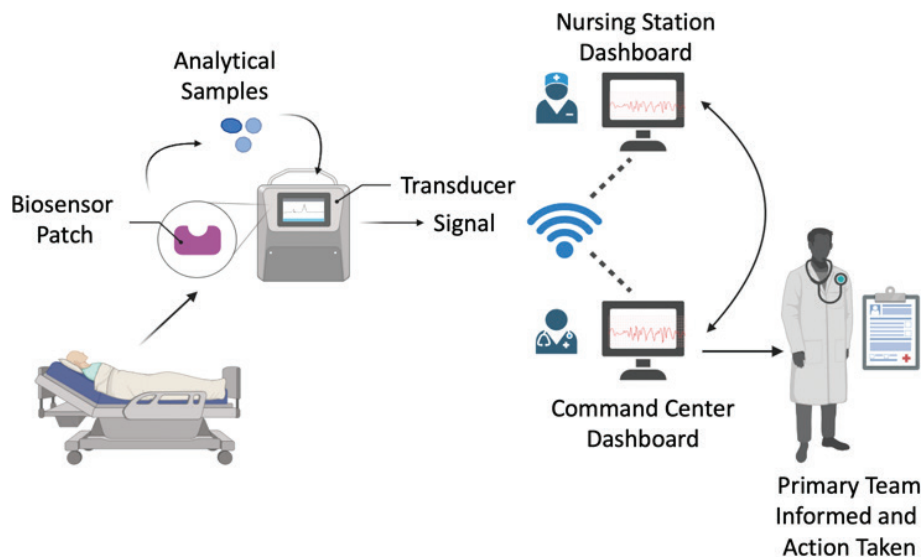 Analytical
Samples
Biosensor
Patch
Transducer
Signal
Nursing Station
Dashboard
Command Center
Dashboard
Primary Team
Informed and
Action Taken